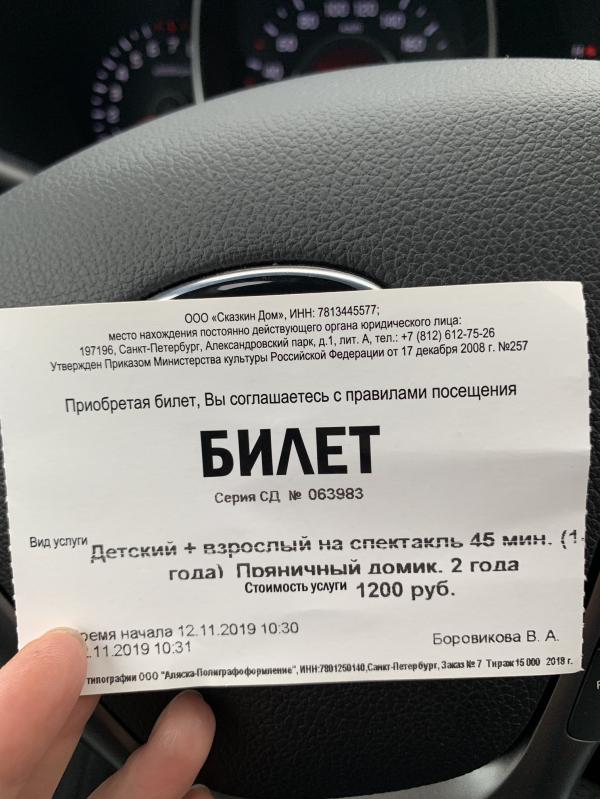 ООО «Сказкин Дом», ИНН: 7813445577;
место нахождения постоянно действующего органа юридического лица:
197196, Санкт-Петербург, Александровский парк, д.1, лит. А, тел.: +7 (812) 612-75-26
Утвержден Приказом Министерства культуры Российской Федерации от 17 декабря 2008 г. №257
Приобретая билет, Вы соглашаетесь с правилами посещения
БИЛЕТ
Серия СД № 063983
Вид услуги Детский + взрослый на спектакль 45 мин. (1-
года) Пряничный домик. 2 года
Стоимость услуги 1200 руб.
ремя начала 12.11.2019 10:30
.11.2019 10:31
Боровикова В. А.
типографии ООО "Аляска-Полиграфоформление", ИНН:7801250140,Санкт-Петербург, Заказ № 7 Тираж 15 000 2018 г.